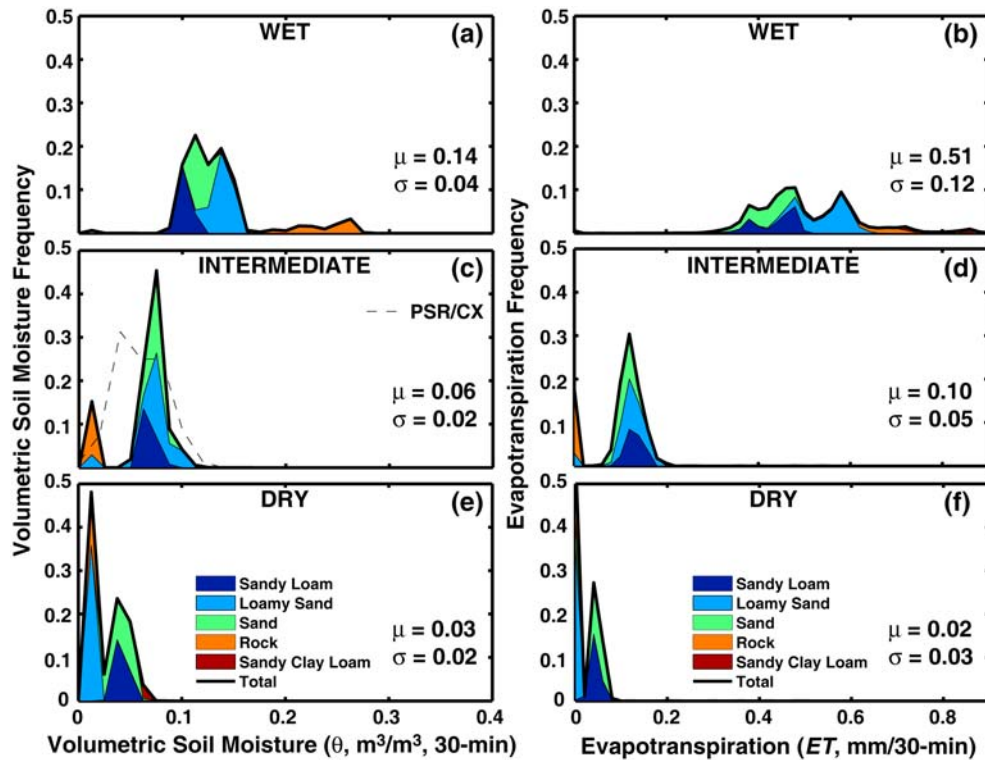 0.5
WET
(a)
0.4
0.3
0.2
0.1
μ = 0.14
σ = 0.04
0.5
WET
(b)
0.4
0.3
0.2
0.1
μ = 0.51
σ = 0.12
Volumetric Soil Moisture Frequency
0.5
INTERMEDIATE
(c)
0.4
0.3
0.2
0.1
PSR/CX
μ = 0.06
σ = 0.02
Evapotranspiration Frequency
0.5
INTERMEDIATE
(d)
0.4
0.3
0.2
0.1
μ = 0.10
σ = 0.05
0.5
DRY
(e)
0.4
0.3
0.2
0.1
0
Sandy Loam
Loamy Sand
Sand
Rock
Sandy Clay Loam
Total
μ = 0.03
σ = 0.02
0 0.1 0.2 0.3 0.4
Volumetric Soil Moisture (θ, m³/m³, 30-min)
0.5
DRY
(f)
0.4
0.3
0.2
0.1
0
Sandy Loam
Loamy Sand
Sand
Rock
Sandy Clay Loam
Total
μ = 0.02
σ = 0.03
0 0.2 0.4 0.6 0.8
Evapotranspiration (ET, mm/30-min)